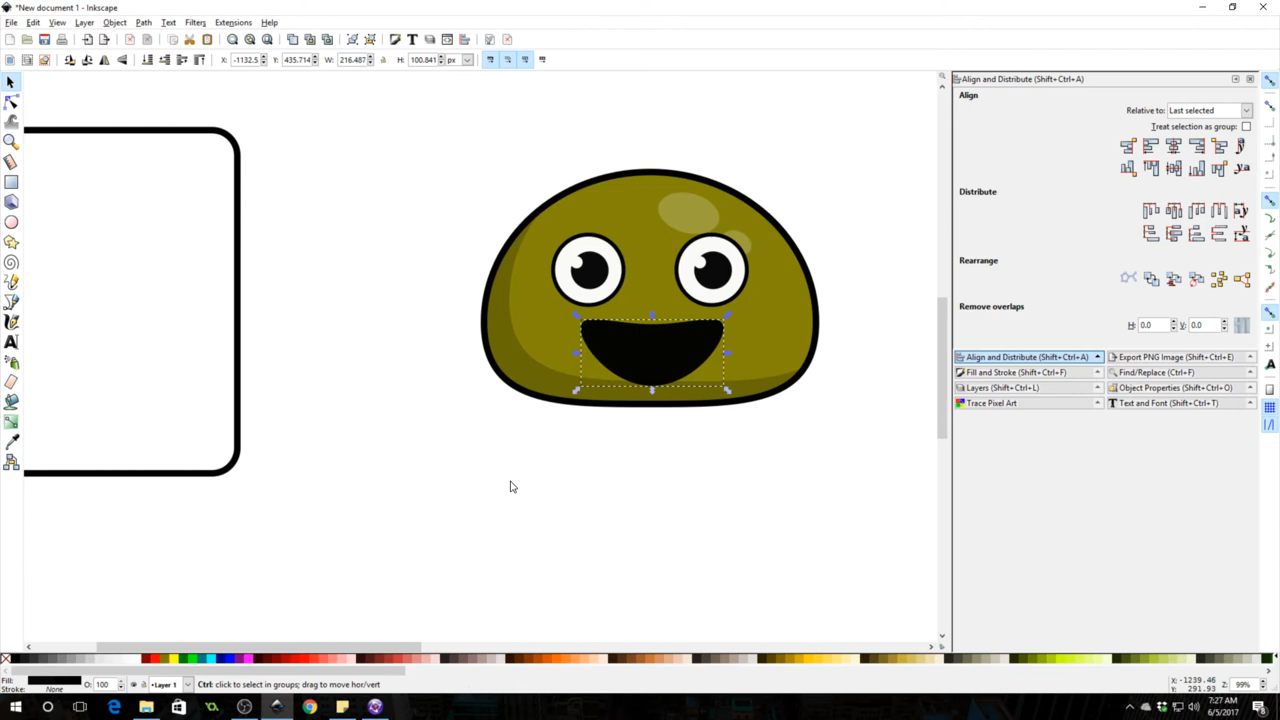 *New document 1 - Inkscape
File Edit View Layer Object Path Text Filters Extensions Help
X: -1132.5 Y: 435.714 W: 216.487 H: 100.841 px
Align and Distribute (Shift+Ctrl+A)
Align
Relative to: Last selected
Treat selection as group:
Distribute
Rearrange
Remove overlaps
H: 0.0 V: 0.0
Align and Distribute (Shift+Ctrl+A) Export PNG Image (Shift+Ctrl+E)
Fill and Stroke (Shift+Ctrl+F) Find/Replace (Ctrl+F)
Layers (Shift+Ctrl+L) Object Properties (Shift+Ctrl+O)
Trace Pixel Art Text and Font (Shift+Ctrl+T)
Fill: O: 100 Layer 1 Ctrl: click to select in groups; drag to move hor/vert X: -1239.46 Z: 99%
Stroke: None Y: 291.93
7:27 AM
6/5/2017